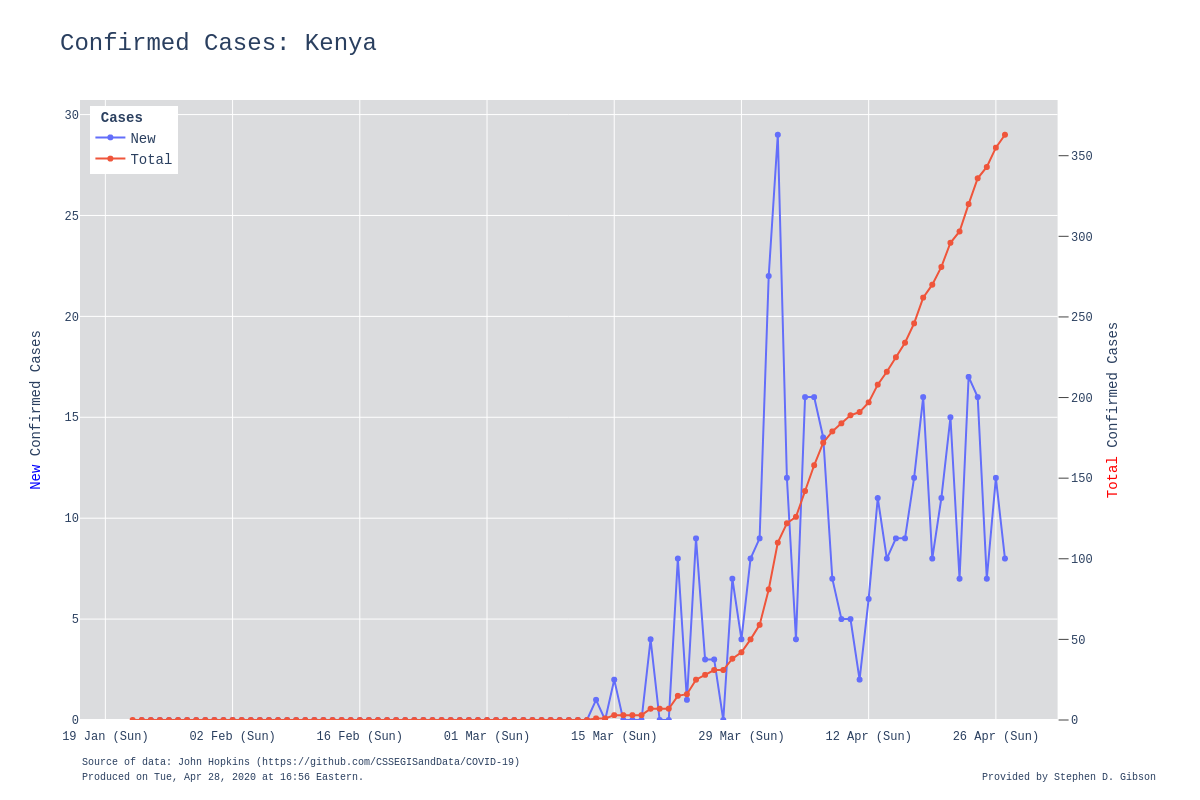 Confirmed Cases: Kenya
Cases
New
Total
30
25
20
15
10
5
0
New Confirmed Cases
350
300
250
200
150
100
50
0
Total Confirmed Cases
19 Jan (Sun) 02 Feb (Sun) 16 Feb (Sun) 01 Mar (Sun) 15 Mar (Sun) 29 Mar (Sun) 12 Apr (Sun) 26 Apr (Sun)
Source of data: John Hopkins (https://github.com/CSSEGISandData/COVID-19)
Produced on Tue, Apr 28, 2020 at 16:56 Eastern.
Provided by Stephen D. Gibson